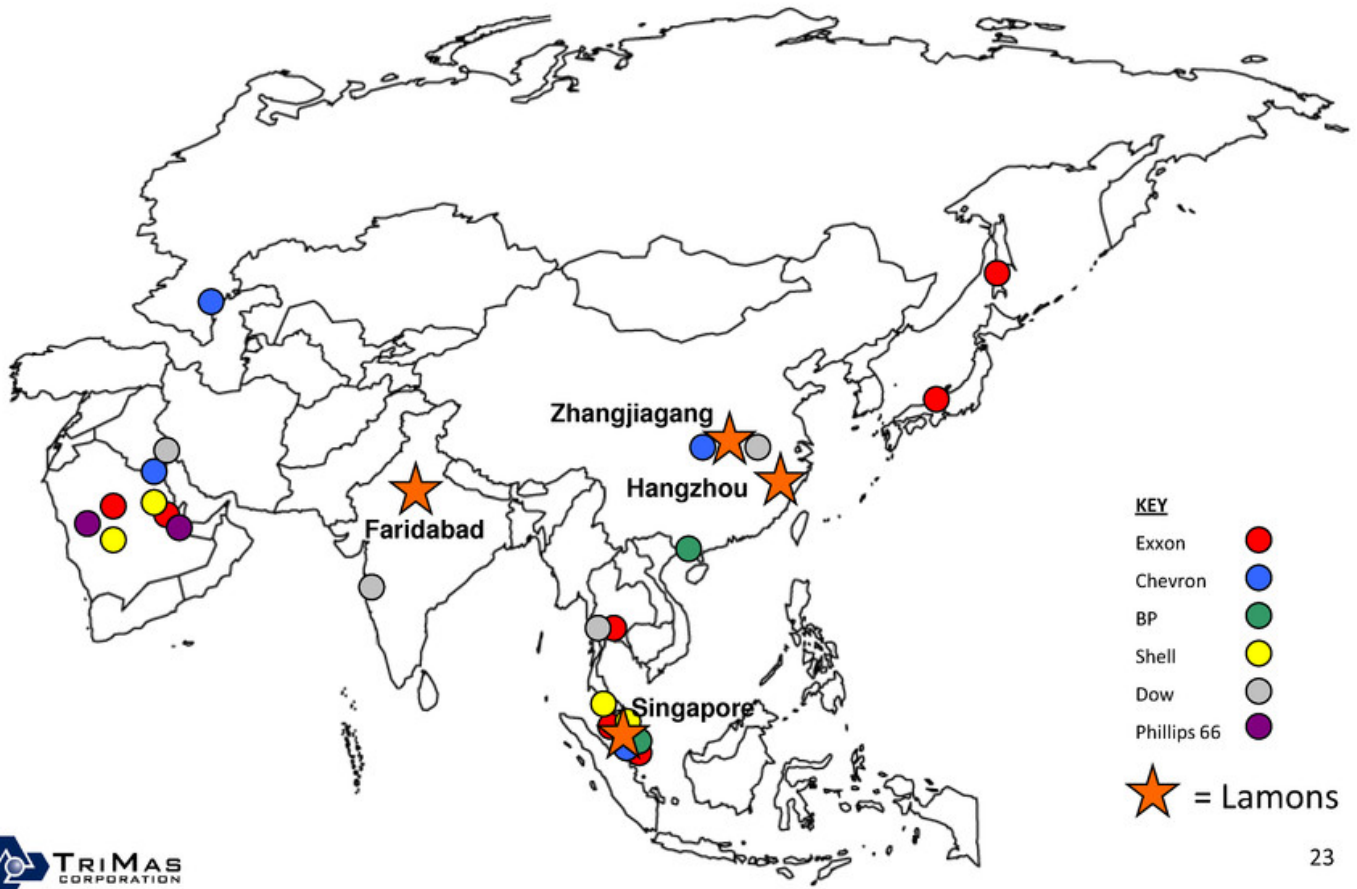 Zhangjiagang
Hangzhou
Faridabad
Singapore
KEY
Exxon
Chevron
BP
Shell
Dow
Phillips 66
= Lamons
TRIMAS
CORPORATION
23